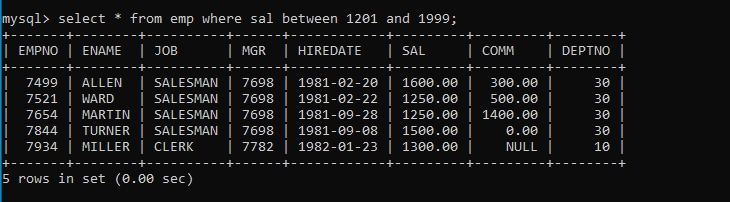 mysql> select * from emp where sal between 1201 and 1999;
+-------+--------+----------+------+------------+---------+---------+--------+
| EMPNO | ENAME  | JOB      | MGR  | HIREDATE   | SAL     | COMM    | DEPTNO |
+-------+--------+----------+------+------------+---------+---------+--------+
|  7499 | ALLEN  | SALESMAN | 7698 | 1981-02-20 | 1600.00 |  300.00 |     30 |
|  7521 | WARD   | SALESMAN | 7698 | 1981-02-22 | 1250.00 |  500.00 |     30 |
|  7654 | MARTIN | SALESMAN | 7698 | 1981-09-28 | 1250.00 | 1400.00 |     30 |
|  7844 | TURNER | SALESMAN | 7698 | 1981-09-08 | 1500.00 |    0.00 |     30 |
|  7934 | MILLER | CLERK    | 7782 | 1982-01-23 | 1300.00 |    NULL |     10 |
+-------+--------+----------+------+------------+---------+---------+--------+
5 rows in set (0.00 sec)